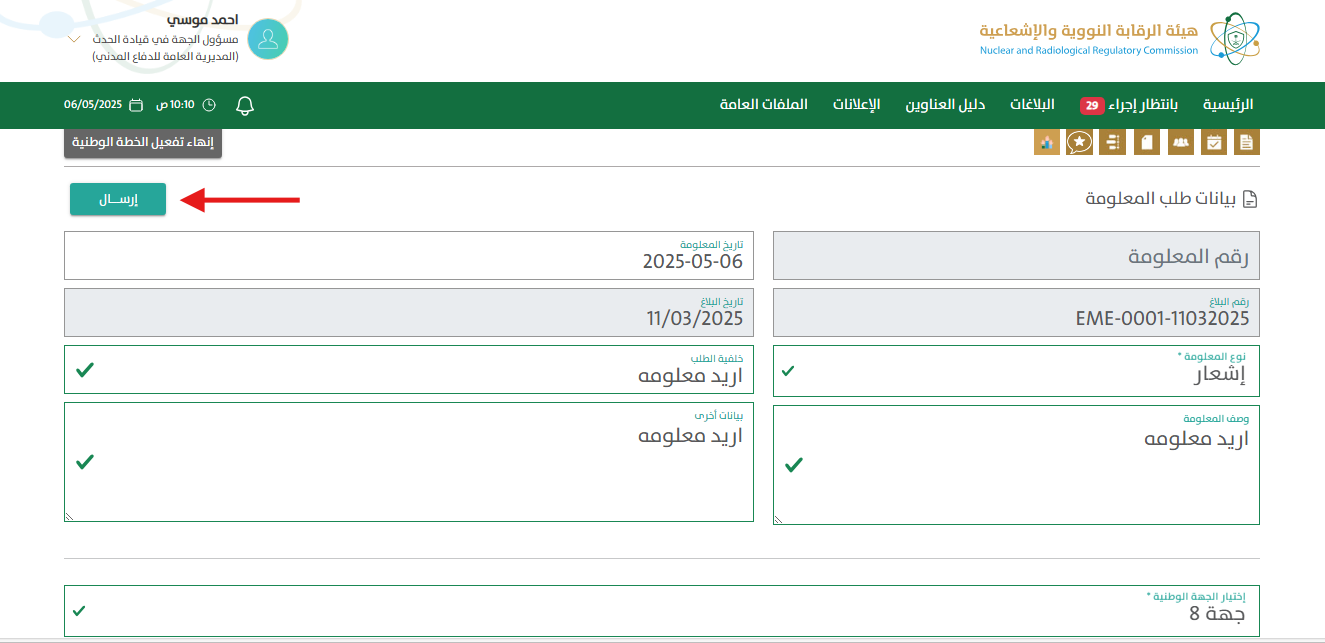 هيئة الرقابة النووية والإشعاعية
Nuclear and Radiological Regulatory Commission
احمد موسي
مسؤول الجهة في قيادة الحدث
(المديرية العامة للدفاع المدني)
الرئيسية
بانتظار إجراء 29
البلاغات
دليل العناوين
الإعلانات
الملفات العامة
10:10 ص
06/05/2025
إنهاء تفعيل الخطة الوطنية
بيانات طلب المعلومة
إرســال
رقم المعلومة
تاريخ المعلومة
2025-05-06
رقم البلاغ
EME-0001-11032025
تاريخ البلاغ
11/03/2025
نوع المعلومة *
إشعار
خلفية الطلب
اريد معلومه
وصف المعلومة
اريد معلومه
بيانات أخرى
اريد معلومه
إختيار الجهة الوطنية *
جهة 8